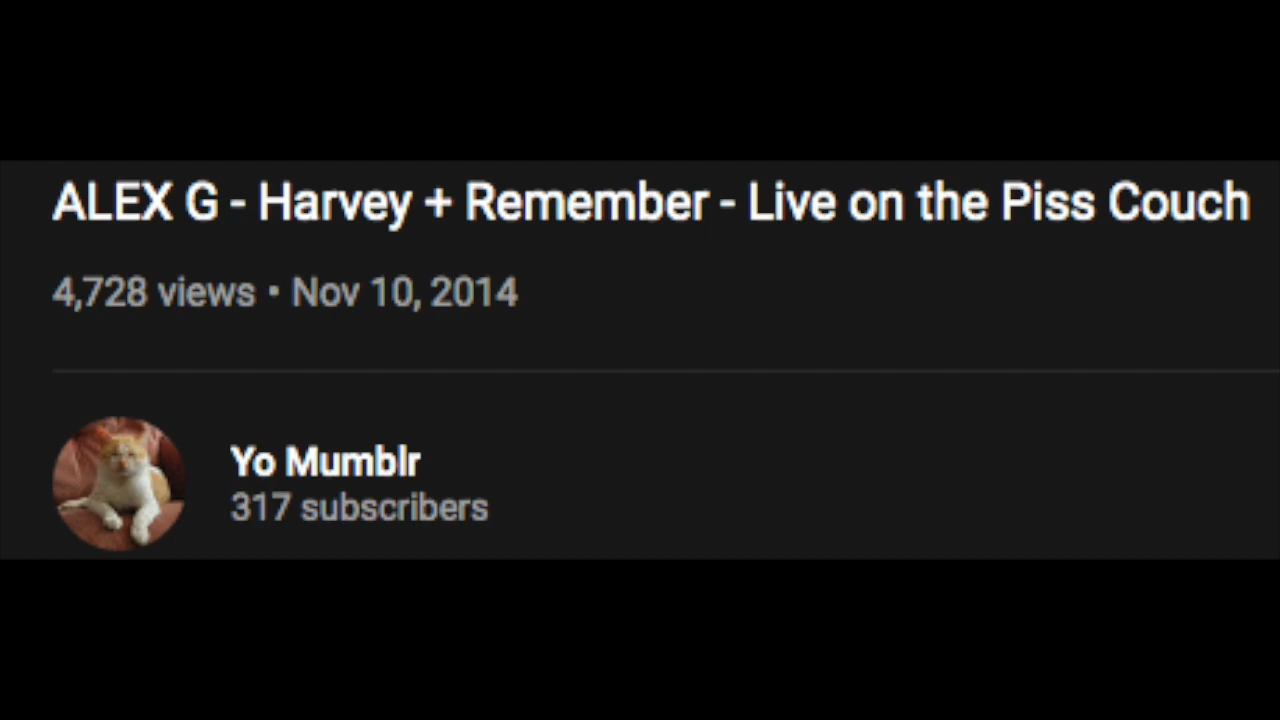 ALEX G - Harvey + Remember - Live on the Piss Couch
4,728 views • Nov 10, 2014
Yo Mumblr
317 subscribers